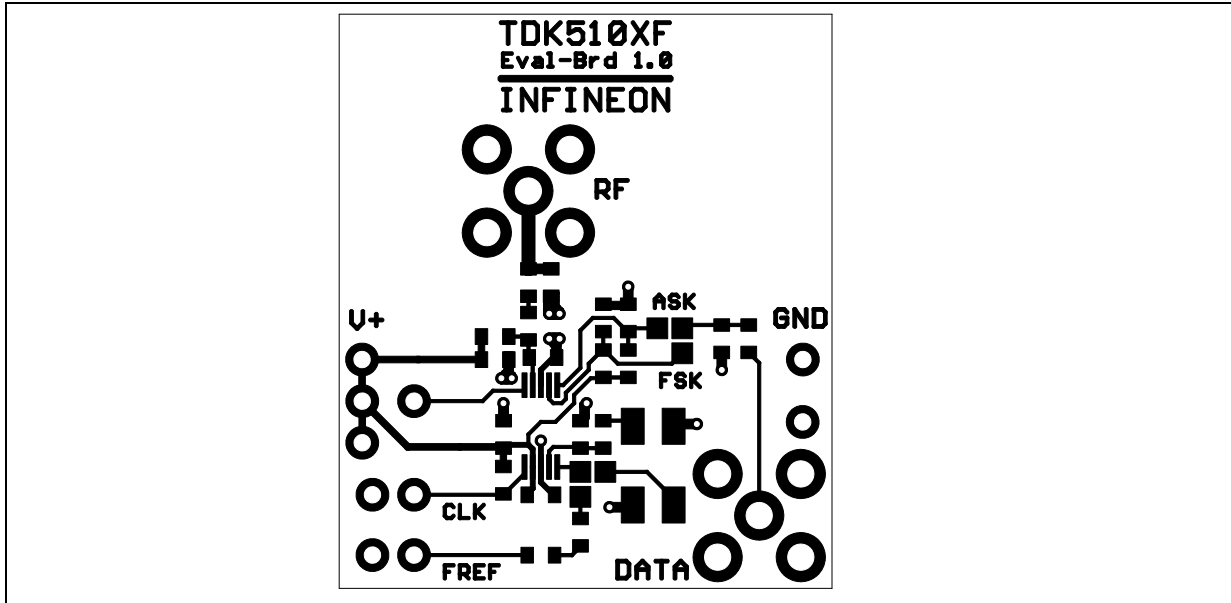 TDK510XF
Eval-Brd 1.0
INFINEON
RF
ASK
V+
GND
FSK
CLK
FREF
DATA